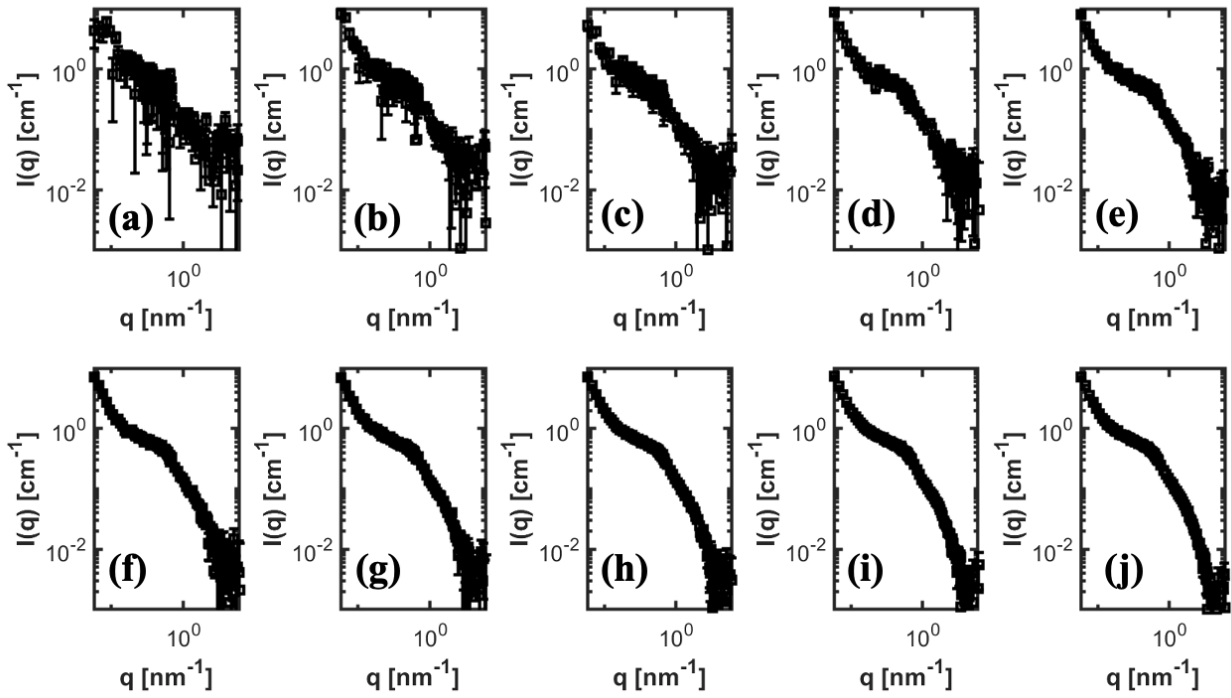 10⁰
10⁻²
I(q) [cm⁻¹]
(a)
10⁰
q [nm⁻¹]
10⁰
10⁻²
I(q) [cm⁻¹]
(b)
10⁰
q [nm⁻¹]
10⁰
10⁻²
I(q) [cm⁻¹]
(c)
10⁰
q [nm⁻¹]
10⁰
10⁻²
I(q) [cm⁻¹]
(d)
10⁰
q [nm⁻¹]
10⁰
10⁻²
I(q) [cm⁻¹]
(e)
10⁰
q [nm⁻¹]
10⁰
10⁻²
I(q) [cm⁻¹]
(f)
10⁰
q [nm⁻¹]
10⁰
10⁻²
I(q) [cm⁻¹]
(g)
10⁰
q [nm⁻¹]
10⁰
10⁻²
I(q) [cm⁻¹]
(h)
10⁰
q [nm⁻¹]
10⁰
10⁻²
I(q) [cm⁻¹]
(i)
10⁰
q [nm⁻¹]
10⁰
10⁻²
I(q) [cm⁻¹]
(j)
10⁰
q [nm⁻¹]